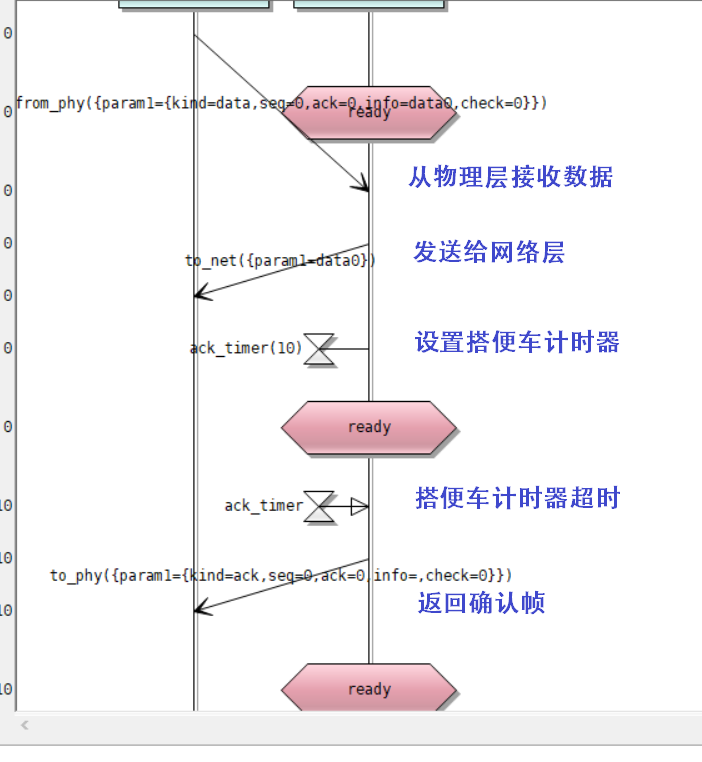 0
from_phy({param1={kind=data,seq=0,ack=0,info=data0,check=0}})
0
ready
从物理层接收数据
0
0
发送给网络层
to_net({param1=data0})
0
设置搭便车计时器
0
ack_timer(10)
0
ready
搭便车计时器超时
10
ack_timer
10
to_phy({param1={kind=ack,seq=0,ack=0,info=,check=0}})
返回确认帧
10
10
ready